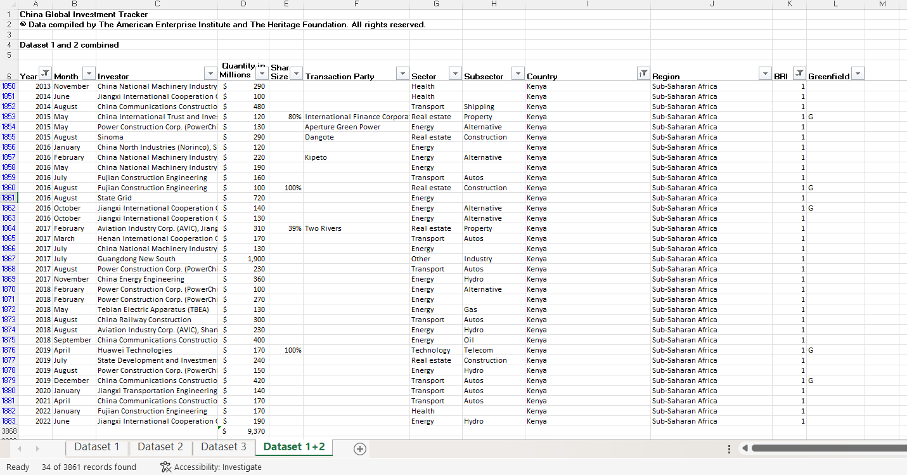 A B C D E F G H I J K L M
1 China Global Investment Tracker
2 © Data compiled by The American Enterprise Institute and The Heritage Foundation. All rights reserved.
3
4 Dataset 1 and 2 combined
5
6 Year Month Investor Quantity in Millions Shar Size Transaction Party Sector Subsector Country Region BRI Greenfield
1850 2013 November China National Machinery Industry $ 290 Health Kenya Sub-Saharan Africa 1
1851 2014 June Jiangxi International Cooperation $ 100 Health Kenya Sub-Saharan Africa 1
1852 2014 August China Communications Constructio $ 480 Transport Shipping Kenya Sub-Saharan Africa 1
1853 2015 May China International Trust and Inves $ 120 80% International Finance Corpora Real estate Property Kenya Sub-Saharan Africa 1 G
1854 2015 May Power Construction Corp. (PowerCh $ 130 Aperture Green Power Energy Alternative Kenya Sub-Saharan Africa 1
1855 2015 August Sinoma $ 290 Dangote Real estate Construction Kenya Sub-Saharan Africa 1
1856 2016 January China North Industries (Norinco), S $ 120 Energy Kenya Sub-Saharan Africa 1
1857 2016 February China National Machinery Industry $ 220 Kipeto Energy Alternative Kenya Sub-Saharan Africa 1
1858 2016 May China National Machinery Industry $ 190 Energy Kenya Sub-Saharan Africa 1
1859 2016 July Fujian Construction Engineering $ 160 Transport Autos Kenya Sub-Saharan Africa 1
1860 2016 August Fujian Construction Engineering $ 100 100% Real estate Construction Kenya Sub-Saharan Africa 1 G
1861 2016 August State Grid $ 720 Energy Kenya Sub-Saharan Africa 1
1862 2016 October Jiangxi International Cooperation $ 140 Energy Alternative Kenya Sub-Saharan Africa 1 G
1863 2016 October Jiangxi International Cooperation $ 130 Energy Alternative Kenya Sub-Saharan Africa 1
1864 2017 February Aviation Industry Corp. (AVIC), Jiang $ 310 39% Two Rivers Real estate Property Kenya Sub-Saharan Africa 1 G
1865 2017 March Henan International Cooperation $ 170 Transport Autos Kenya Sub-Saharan Africa 1
1866 2017 July China National Machinery Industry $ 130 Energy Kenya Sub-Saharan Africa 1
1867 2017 July Guangdong New South $ 1,900 Other Industry Kenya Sub-Saharan Africa 1
1868 2017 August Power Construction Corp. (PowerCh $ 230 Transport Autos Kenya Sub-Saharan Africa 1
1869 2017 November China Energy Engineering $ 360 Energy Hydro Kenya Sub-Saharan Africa 1
1870 2018 February Power Construction Corp. (PowerCh $ 100 Energy Alternative Kenya Sub-Saharan Africa 1
1871 2018 February Power Construction Corp. (PowerCh $ 270 Energy Kenya Sub-Saharan Africa 1
1872 2018 May Tebian Electric Apparatus (TBEA) $ 130 Energy Gas Kenya Sub-Saharan Africa 1
1873 2018 August China Railway Construction $ 300 Transport Autos Kenya Sub-Saharan Africa 1
1874 2018 August Aviation Industry Corp. (AVIC), Shan $ 230 Energy Hydro Kenya Sub-Saharan Africa 1
1875 2018 September China Communications Constructio $ 400 Energy Oil Kenya Sub-Saharan Africa 1
1876 2019 April Huawei Technologies $ 170 100% Technology Telecom Kenya Sub-Saharan Africa 1 G
1877 2019 July State Development and Investmen $ 240 Real estate Construction Kenya Sub-Saharan Africa 1
1878 2019 August Power Construction Corp. (PowerCh $ 150 Energy Hydro Kenya Sub-Saharan Africa 1
1879 2019 December China Communications Constructio $ 420 Transport Autos Kenya Sub-Saharan Africa 1 G
1880 2020 January Jiangxi Transportation Engineering $ 140 Transport Autos Kenya Sub-Saharan Africa 1
1881 2021 April China Communications Constructio $ 170 Transport Autos Kenya Sub-Saharan Africa 1
1882 2022 January Fujian Construction Engineering $ 170 Health Kenya Sub-Saharan Africa 1
1883 2022 June Jiangxi International Cooperation $ 190 Energy Hydro Kenya Sub-Saharan Africa 1
3868 $ 9,370
Dataset 1 Dataset 2 Dataset 3 Dataset 1+2
Ready 34 of 3861 records found Accessibility: Investigate